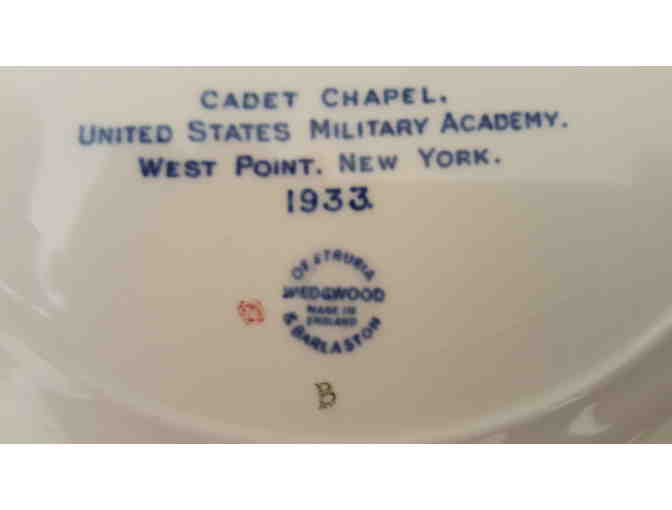 CADET CHAPEL.
UNITED STATES MILITARY ACADEMY.
WEST POINT. NEW YORK.
1933.
OF ETRURIA
WEDGWOOD
MADE IN
ENGLAND
& BARLASTON
B